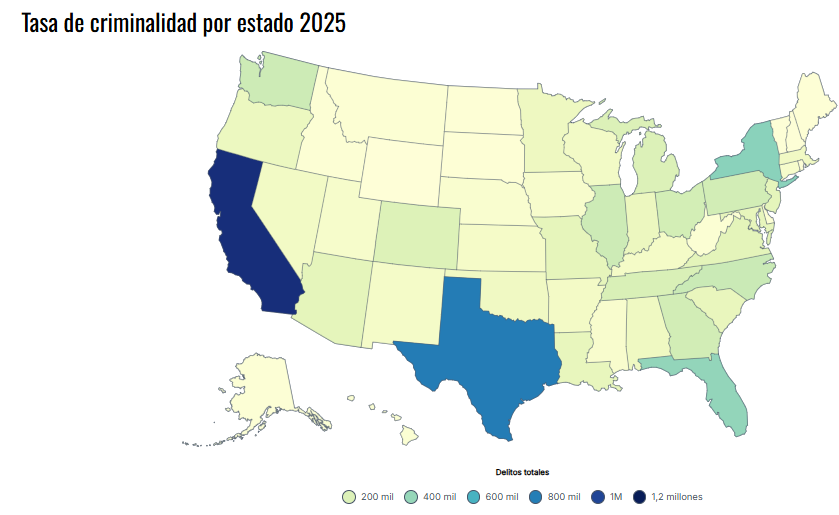 Tasa de criminalidad por estado 2025
Delitos totales
200 mil 400 mil 600 mil 800 mil 1M 1,2 millones